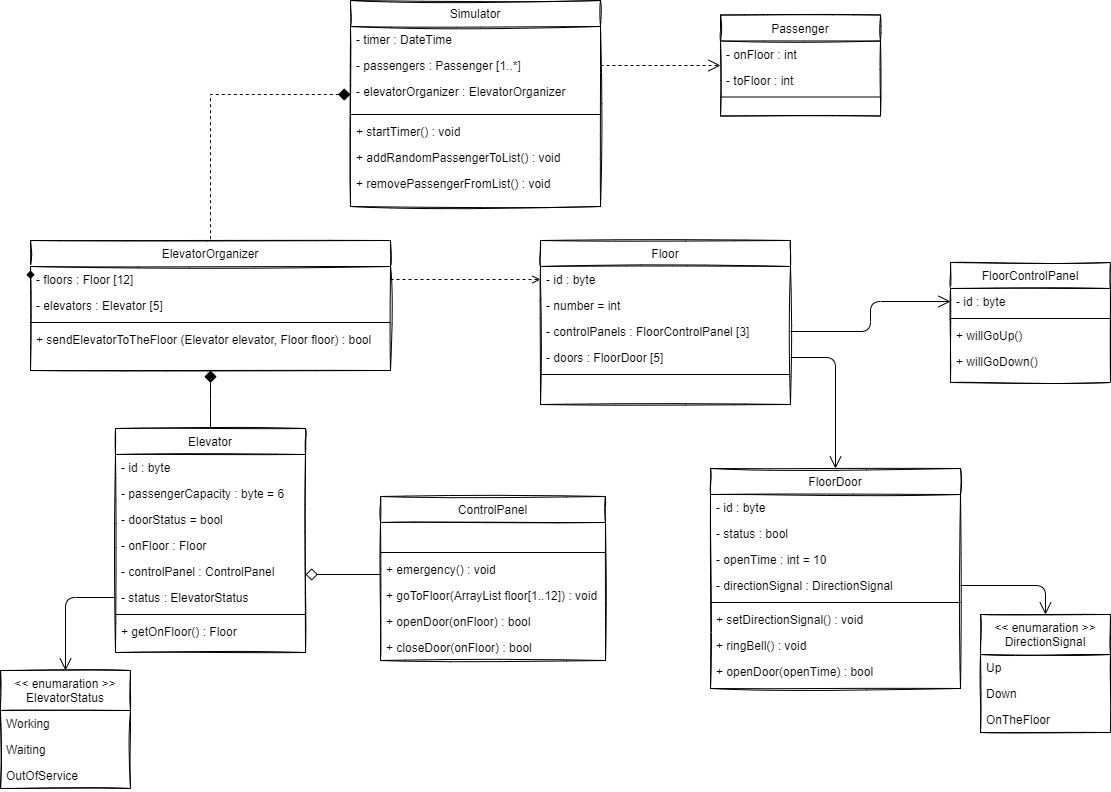 Simulator
- timer : DateTime
- passengers : Passenger [1..*]
- elevatorOrganizer : ElevatorOrganizer
+ startTimer() : void
+ addRandomPassengerToList() : void
+ removePassengerFromList() : void
Passenger
- onFloor : int
- toFloor : int
ElevatorOrganizer
- floors : Floor [12]
- elevators : Elevator [5]
+ sendElevatorToTheFloor (Elevator elevator, Floor floor) : bool
Floor
- id : byte
- number = int
- controlPanels : FloorControlPanel [3]
- doors : FloorDoor [5]
FloorControlPanel
- id : byte
+ willGoUp()
+ willGoDown()
Elevator
- id : byte
- passengerCapacity : byte = 6
- doorStatus = bool
- onFloor : Floor
- controlPanel : ControlPanel
- status : ElevatorStatus
+ getOnFloor() : Floor
ControlPanel
+ emergency() : void
+ goToFloor(ArrayList floor[1..12]) : void
+ openDoor(onFloor) : bool
+ closeDoor(onFloor) : bool
FloorDoor
- id : byte
- status : bool
- openTime : int = 10
- directionSignal : DirectionSignal
+ setDirectionSignal() : void
+ ringBell() : void
+ openDoor(openTime) : bool
<< enumaration >>
DirectionSignal
Up
Down
OnTheFloor
<< enumaration >>
ElevatorStatus
Working
Waiting
OutOfService